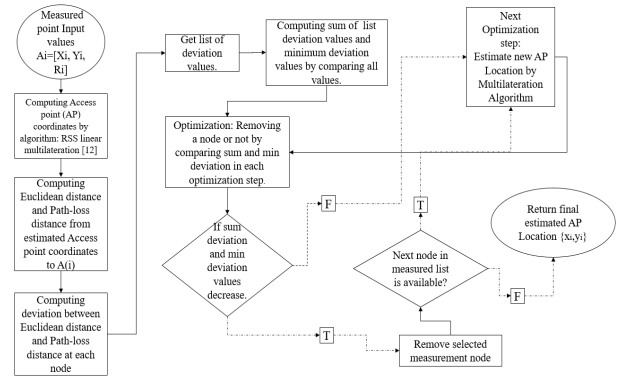 Measured
point Input
values
Ai=[Xi, Yi,
Ri]
Computing Access
point (AP)
coordinates by
algorithm: RSS linear
multilateration [12]
Computing
Euclidean distance
and Path-loss
distance from
estimated Access
point coordinates
to A(i)
Computing
deviation between
Euclidean distance
and Path-loss
distance at each
node
Get list of
deviation
values.
Computing sum of list
deviation values and
minimum deviation
values by comparing all
values.
Optimization: Removing
a node or not by
comparing sum and min
deviation in each
optimization step.
If sum
deviation
and min
deviation
values
decrease.
F
T
Next
Optimization
step:
Estimate new AP
Location by
Multilateration
Algorithm
T
Next node in
measured list
is available?
F
Remove selected
measurement node
Return final
estimated AP
Location {xi,yi}